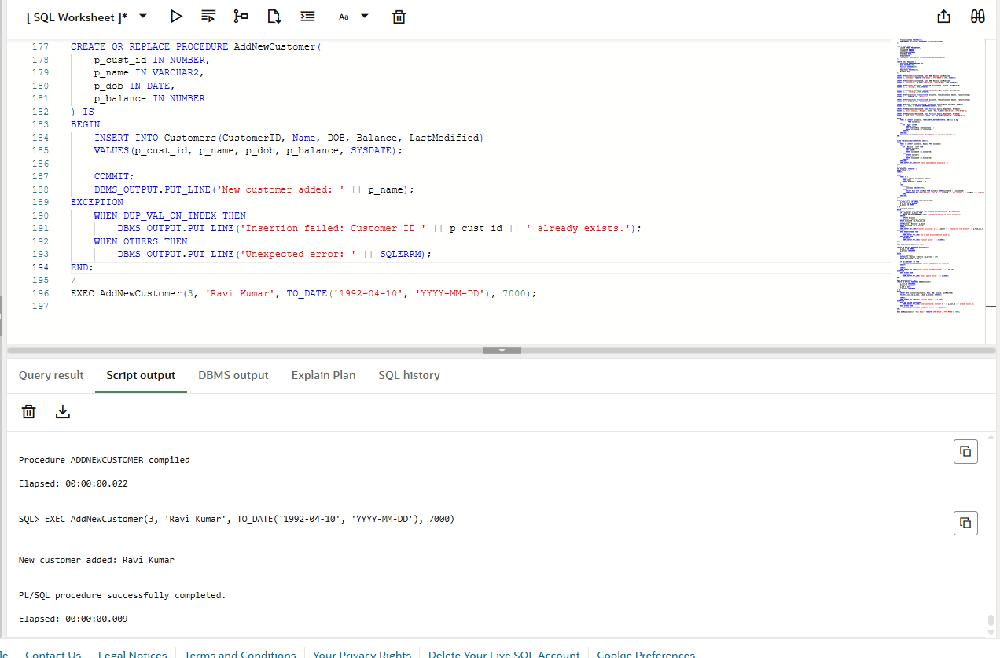 [ SQL Worksheet ]*
Aa
177 CREATE OR REPLACE PROCEDURE AddNewCustomer(
178 p_cust_id IN NUMBER,
179 p_name IN VARCHAR2,
180 p_dob IN DATE,
181 p_balance IN NUMBER
182 ) IS
183 BEGIN
184 INSERT INTO Customers(CustomerID, Name, DOB, Balance, LastModified)
185 VALUES(p_cust_id, p_name, p_dob, p_balance, SYSDATE);
186
187 COMMIT;
188 DBMS_OUTPUT.PUT_LINE('New customer added: ' || p_name);
189 EXCEPTION
190 WHEN DUP_VAL_ON_INDEX THEN
191 DBMS_OUTPUT.PUT_LINE('Insertion failed: Customer ID ' || p_cust_id || ' already exists.');
192 WHEN OTHERS THEN
193 DBMS_OUTPUT.PUT_LINE('Unexpected error: ' || SQLERRM);
194 END;
195 /
196 EXEC AddNewCustomer(3, 'Ravi Kumar', TO_DATE('1992-04-10', 'YYYY-MM-DD'), 7000);
197
Query result Script output DBMS output Explain Plan SQL history
Procedure ADDNEWCUSTOMER compiled
Elapsed: 00:00:00.022
SQL> EXEC AddNewCustomer(3, 'Ravi Kumar', TO_DATE('1992-04-10', 'YYYY-MM-DD'), 7000)
New customer added: Ravi Kumar
PL/SQL procedure successfully completed.
Elapsed: 00:00:00.009
le Contact Us Legal Notices Terms and Conditions Your Privacy Rights Delete Your Live SQL Account Cookie Preferences